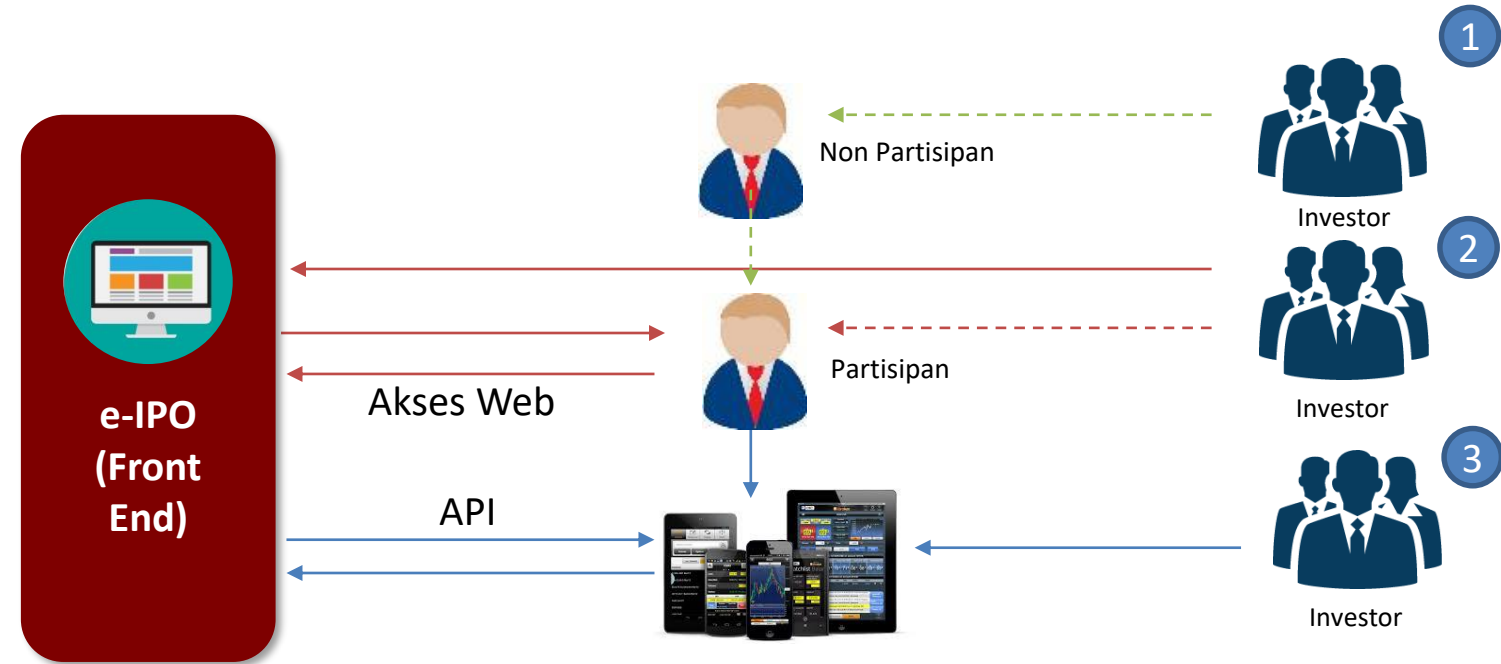 1
Non Partisipan
Investor
2
Partisipan
Investor
Akses Web
e-IPO
(Front
End)
3
API
Investor